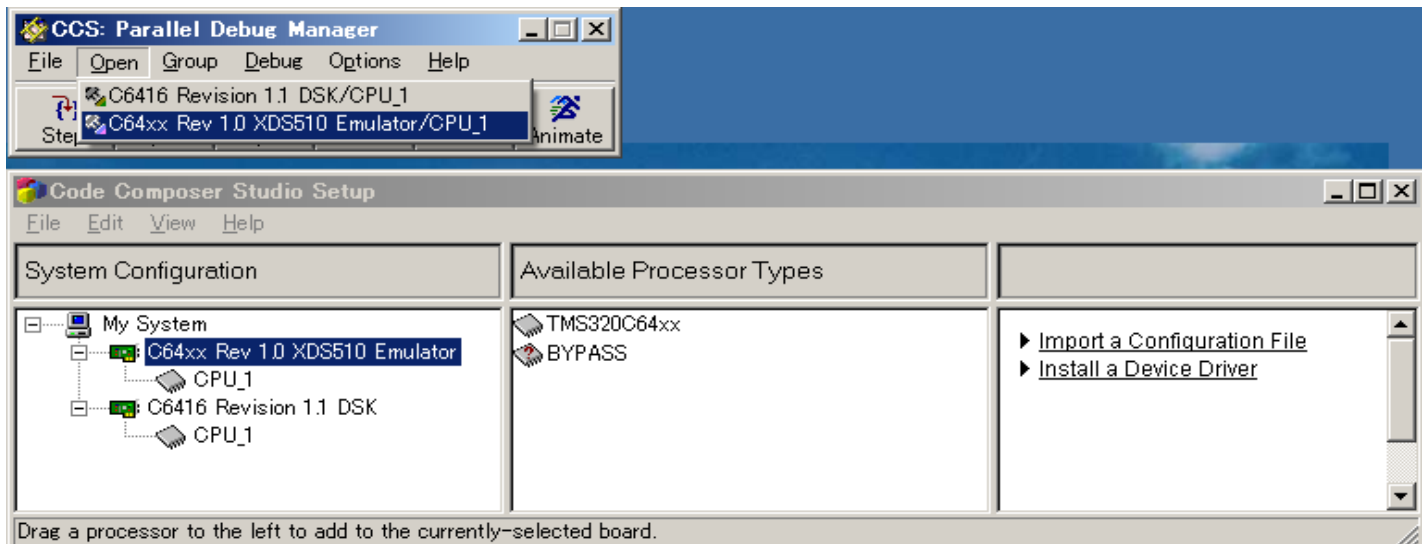 CCS: Parallel Debug Manager
File Open Group Debug Options Help
C6416 Revision 1.1 DSK/CPU_1
C64xx Rev 1.0 XDS510 Emulator/CPU_1
Animate
Code Composer Studio Setup
File Edit View Help
System Configuration
Available Processor Types
My System
C64xx Rev 1.0 XDS510 Emulator
CPU_1
C6416 Revision 1.1 DSK
CPU_1
TMS320C64xx
BYPASS
Import a Configuration File
Install a Device Driver
Drag a processor to the left to add to the currently-selected board.